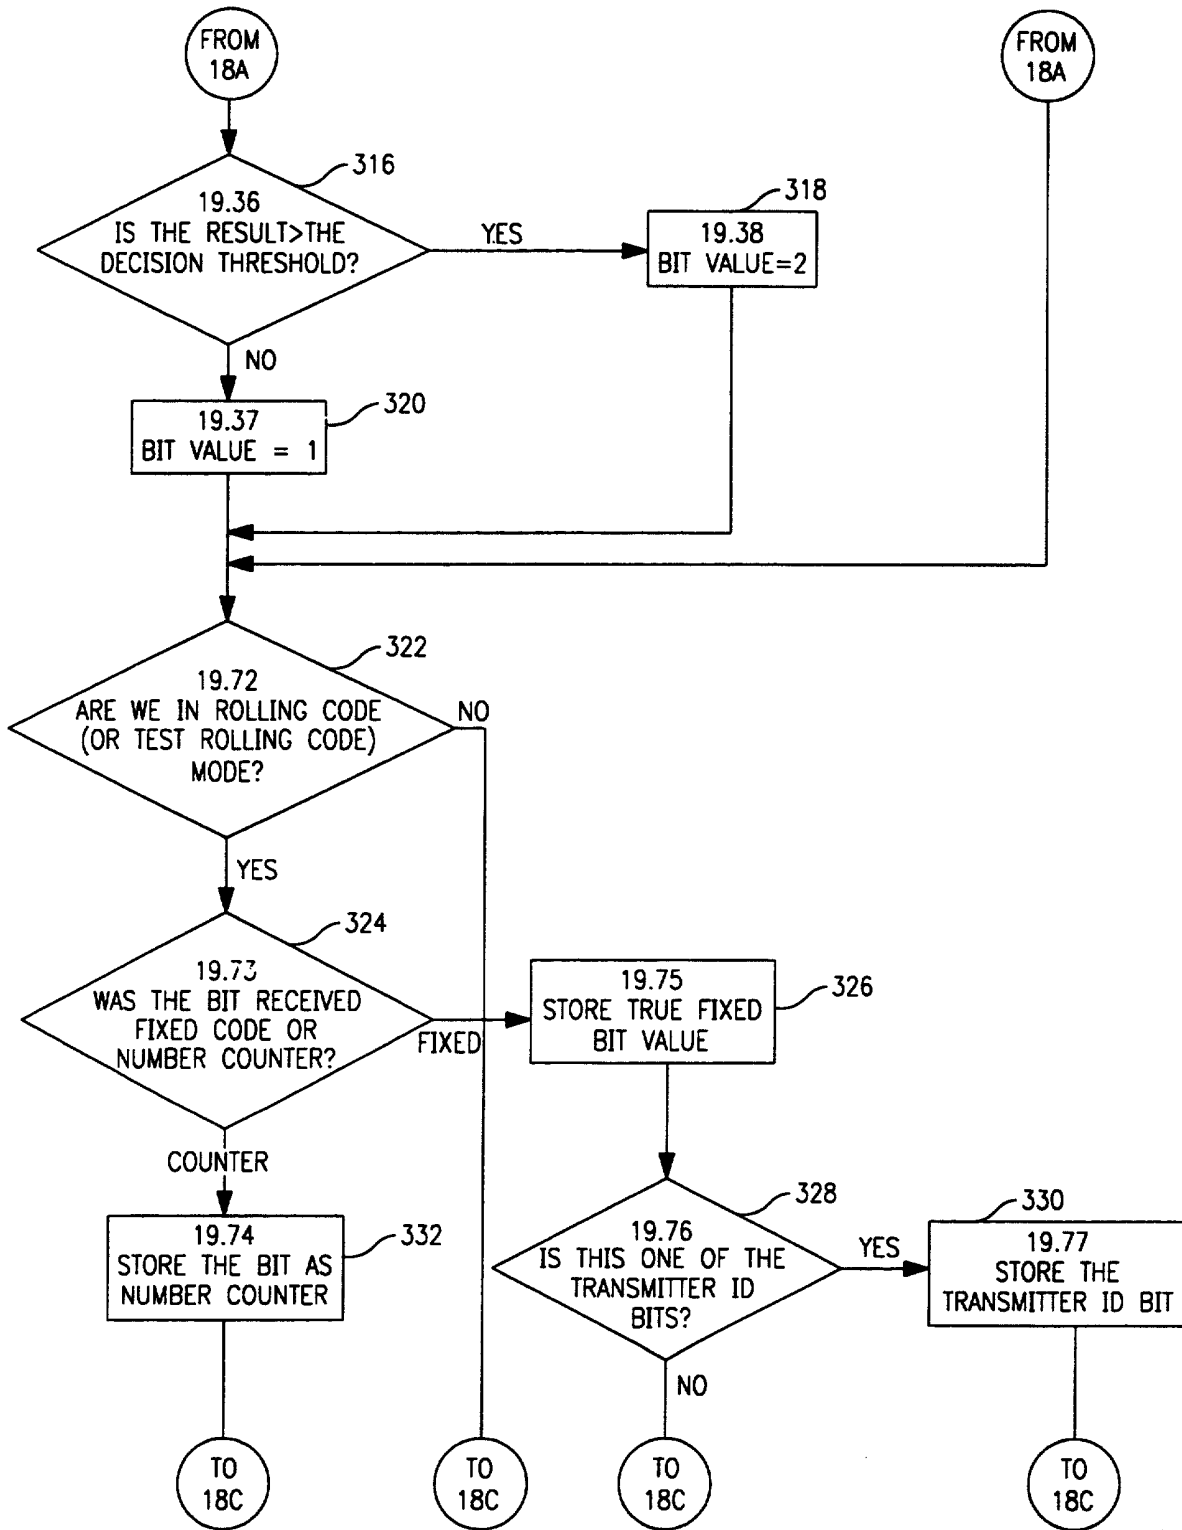 FROM
18A
FROM
18A
316
19.36
IS THE RESULT>THE
DECISION THRESHOLD?
YES
318
19.38
BIT VALUE=2
NO
320
19.37
BIT VALUE = 1
322
19.72
ARE WE IN ROLLING CODE
(OR TEST ROLLING CODE)
MODE?
NO
YES
324
19.73
WAS THE BIT RECEIVED
FIXED CODE OR
NUMBER COUNTER?
FIXED
19.75
STORE TRUE FIXED
BIT VALUE
326
COUNTER
19.74
STORE THE BIT AS
NUMBER COUNTER
332
328
19.76
IS THIS ONE OF THE
TRANSMITTER ID
BITS?
YES
330
19.77
STORE THE
TRANSMITTER ID BIT
NO
TO
18C
TO
18C
TO
18C
TO
18C